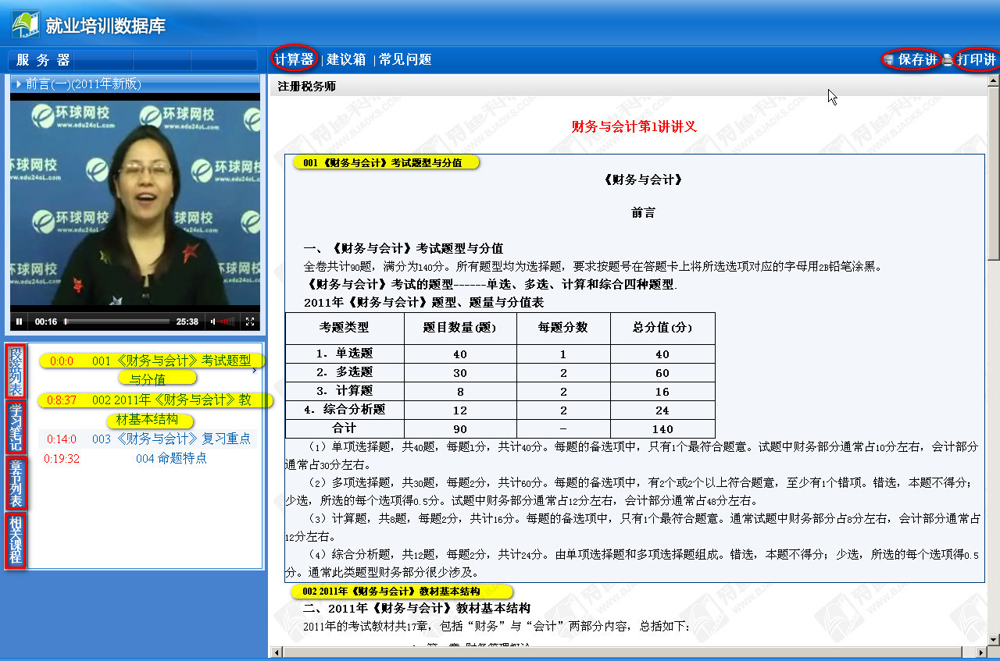 就业培训数据库
服 务 器
计算器 | 建议箱 | 常见问题
保存讲 打印讲
前言(一)(2011年新版)
环球网校 环球网校
www.edu24oL.com www.edu24oL.com
环球网校 环球网校
www.edu24oL.com
环球网校 环球网校
www.edu24oL.com
00:16 25:38
段落列表
学习笔记
章节列表
相关课程
0:0:0 001 《财务与会计》考试题型
与分值
0:8:37 002 2011年《财务与会计》教
材基本结构
0:14:0 003 《财务与会计》复习重点
0:19:32 004 命题特点
注册税务师
财务与会计第1讲讲义
001 《财务与会计》考试题型与分值
《财务与会计》
前言
一、《财务与会计》考试题型与分值
全卷共计90题，满分为140分。所有题型均为选择题，要求按题号在答题卡上将所选选项对应的字母用2B铅笔涂黑。
《财务与会计》考试的题型------单选、多选、计算和综合四种题型.
2011年《财务与会计》题型、题量与分值表
考题类型 题目数量(题) 每题分数 总分值(分)
1. 单选题 40 1 40
2. 多选题 30 2 60
3. 计算题 8 2 16
4. 综合分析题 12 2 24
合计 90 － 140
（1）单项选择题，共40题，每题1分，共计40分。每题的备选项中，只有1个最符合题意。试题中财务部分通常占10分左右，会计部分
通常占30分左右。
（2）多项选择题，共30题，每题2分，共计60分。每题的备选项中，有2个或2个以上符合题意，至少有1个错项。错选，本题不得分；
少选，所选的每个选项得0.5分。试题中财务部分通常占12分左右，会计部分通常占48分左右。
（3）计算题，共8题，每题2分，共计16分。每题的备选项中，只有1个最符合题意。通常试题中财务部分占8分左右，会计部分通常占
12分左右。
（4）综合分析题，共12题，每题2分，共计24分。由单项选择题和多项选择题组成。错选，本题不得分；少选，所选的每个选项得0.5
分。通常此类题型财务部分很少涉及。
002 2011年《财务与会计》教材基本结构
二、2011年《财务与会计》教材基本结构
2011年的考试教材共17章，包括“财务”与“会计”两部分内容，总括如下：